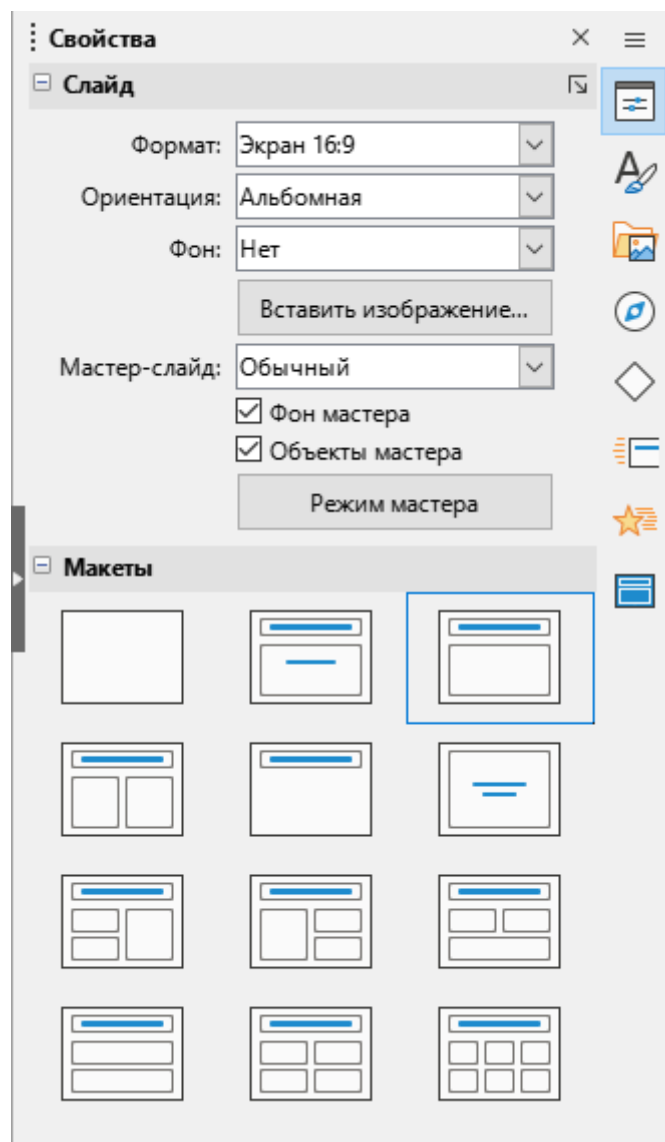 Свойства
Слайд
Формат: Экран 16:9
Ориентация: Альбомная
Фон: Нет
Вставить изображение...
Мастер-слайд: Обычный
Фон мастера
Объекты мастера
Режим мастера
Макеты